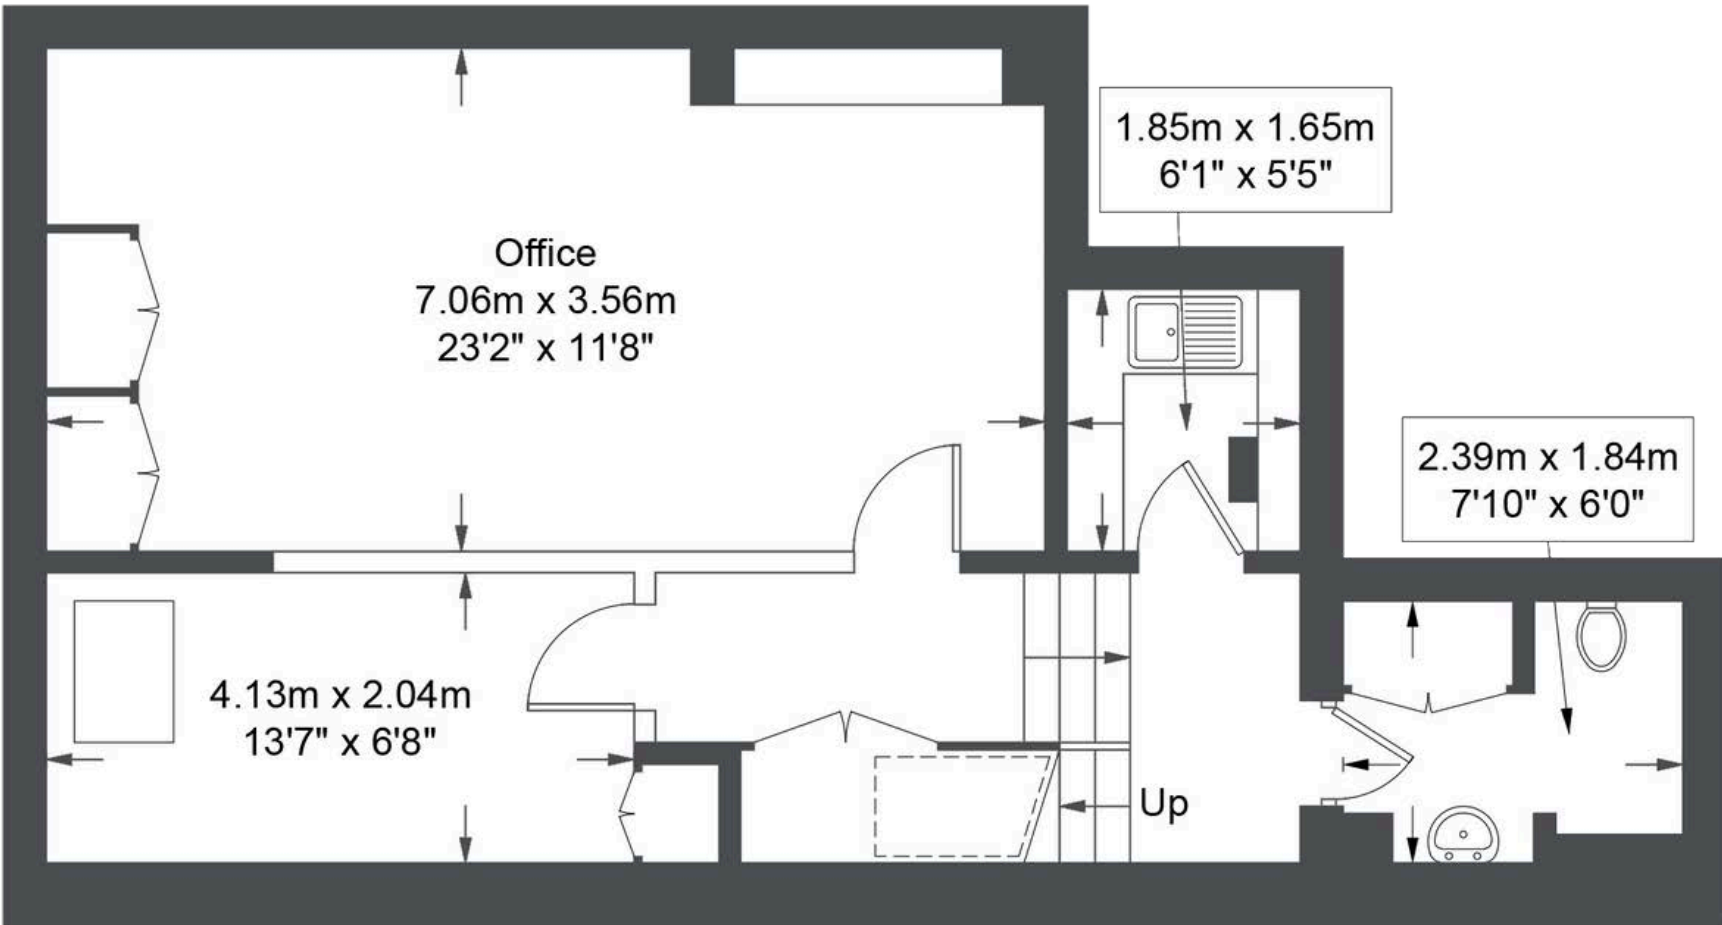 1.85m x 1.65m
6'1" x 5'5"
Office
7.06m x 3.56m
23'2" x 11'8"
2.39m x 1.84m
7'10" x 6'0"
4.13m x 2.04m
13'7" x 6'8"
Up